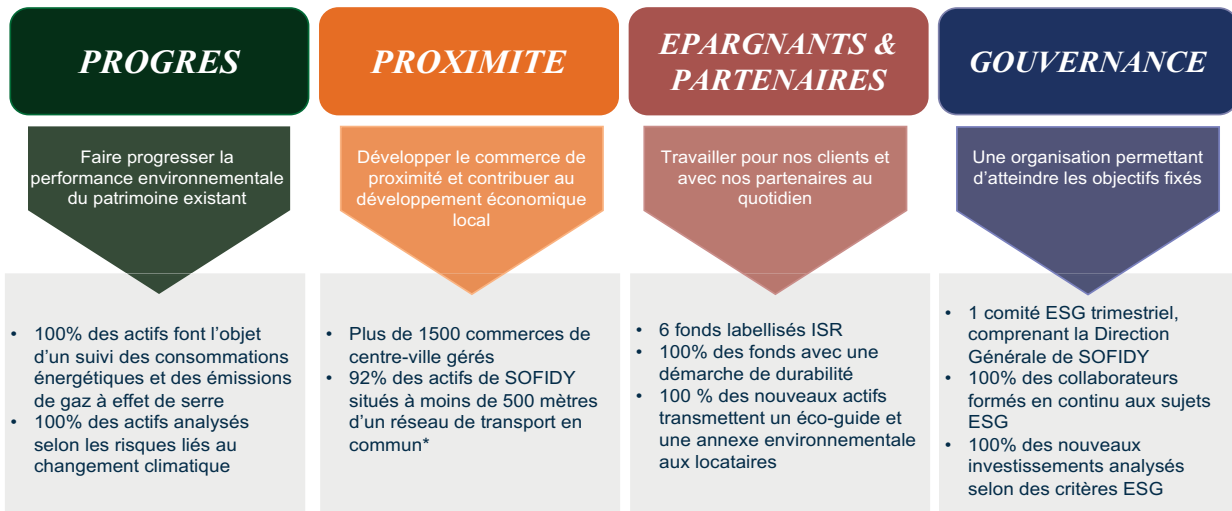 PROGRES
Faire progresser la
performance environnementale
du patrimoine existant
• 100% des actifs font l’objet
d’un suivi des consommations
énergétiques et des émissions
de gaz à effet de serre
• 100% des actifs analysés
selon les risques liés au
changement climatique
PROXIMITE
Développer le commerce de
proximité et contribuer au
développement économique
local
• Plus de 1500 commerces de
centre-ville gérés
• 92% des actifs de SOFIDY
situés à moins de 500 mètres
d’un réseau de transport en
commun*
EPARGNANTS &
PARTENAIRES
Travailler pour nos clients et
avec nos partenaires au
quotidien
• 6 fonds labellisés ISR
• 100% des fonds avec une
démarche de durabilité
• 100 % des nouveaux actifs
transmettent un éco-guide et
une annexe environnementale
aux locataires
GOUVERNANCE
Une organisation permettant
d’atteindre les objectifs fixés
• 1 comité ESG trimestriel,
comprenant la Direction
Générale de SOFIDY
• 100% des collaborateurs
formés en continu aux sujets
ESG
• 100% des nouveaux
investissements analysés
selon des critères ESG